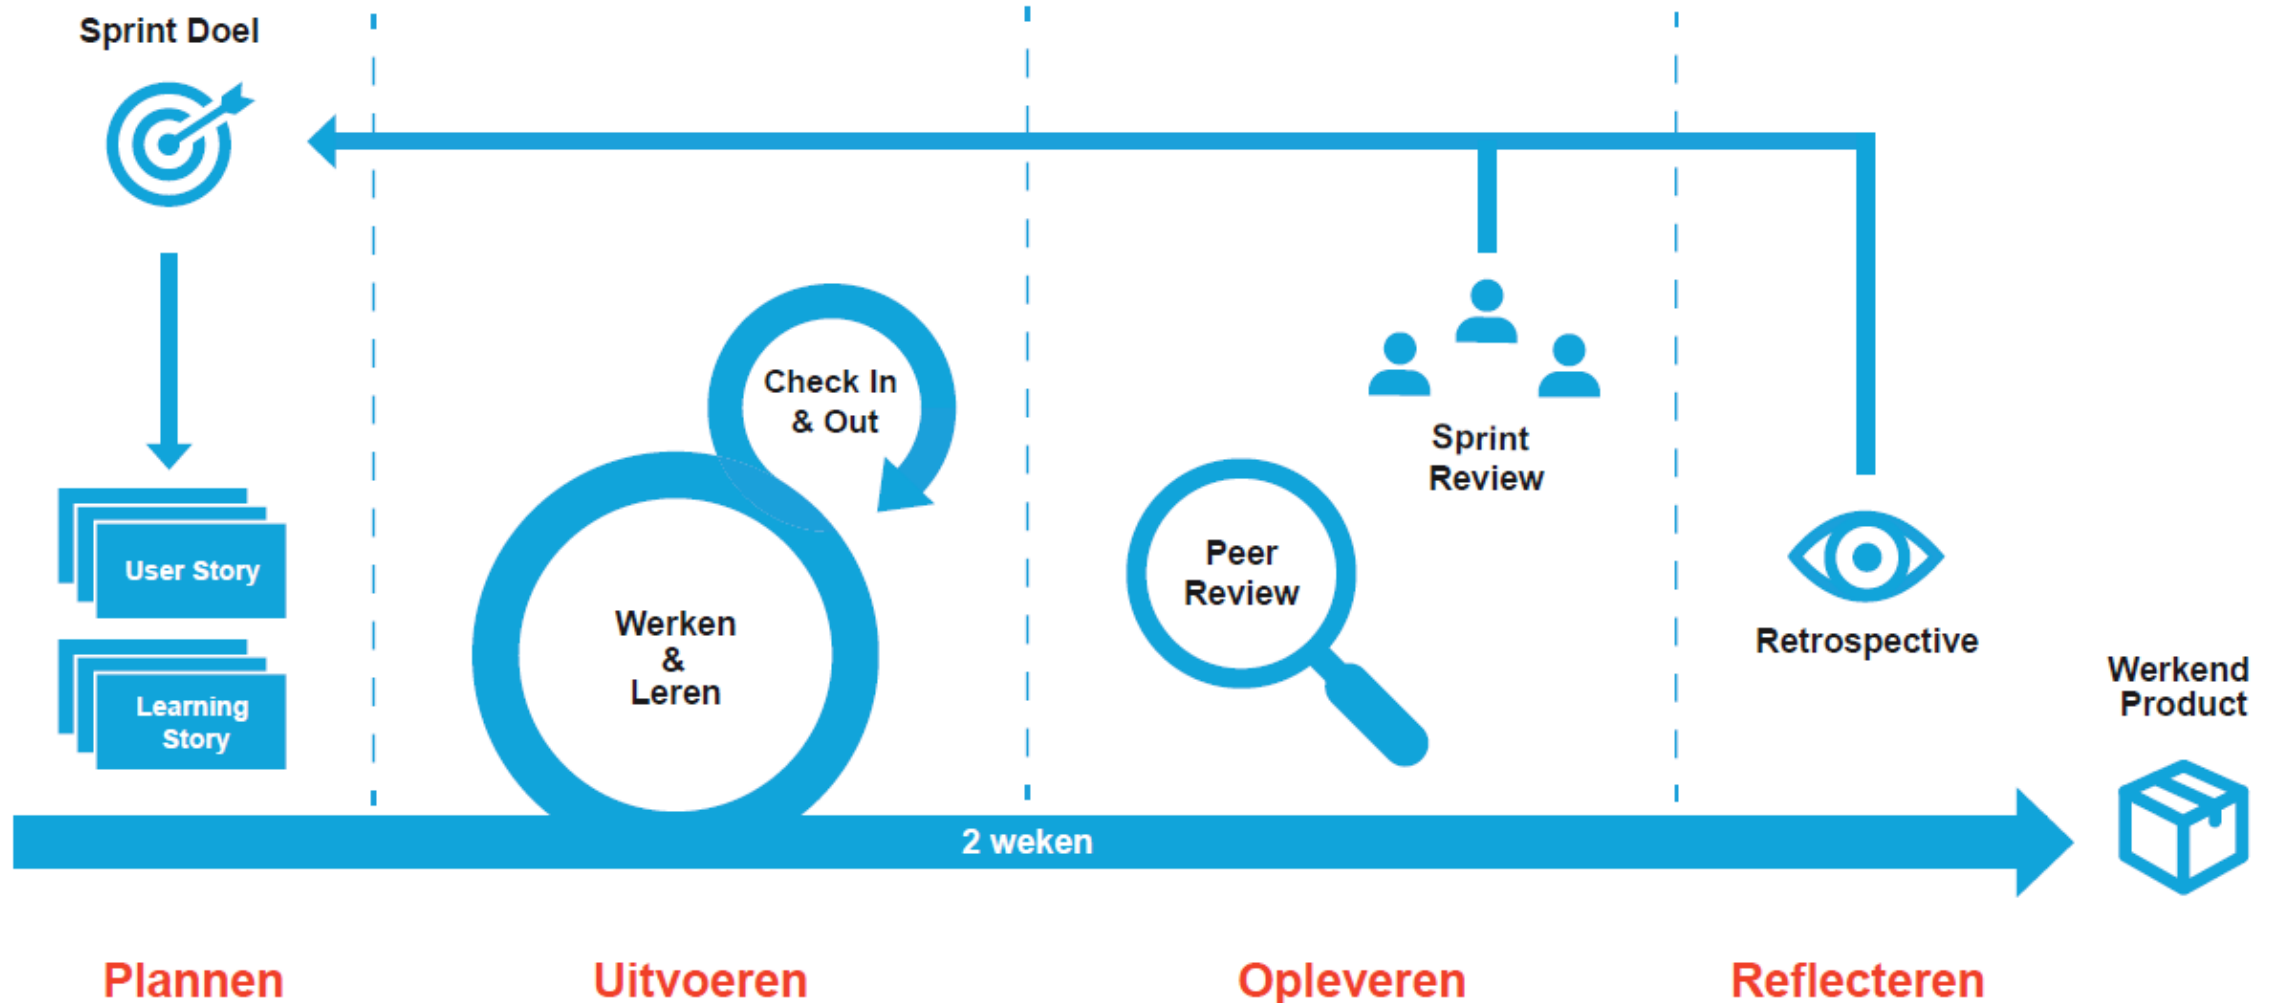 Sprint Doel
User Story
Learning
Story
Check In
& Out
Werken
&
Leren
Peer
Review
Sprint
Review
Retrospective
Werkend
Product
2 weken
Plannen
Uitvoeren
Opleveren
Reflecteren